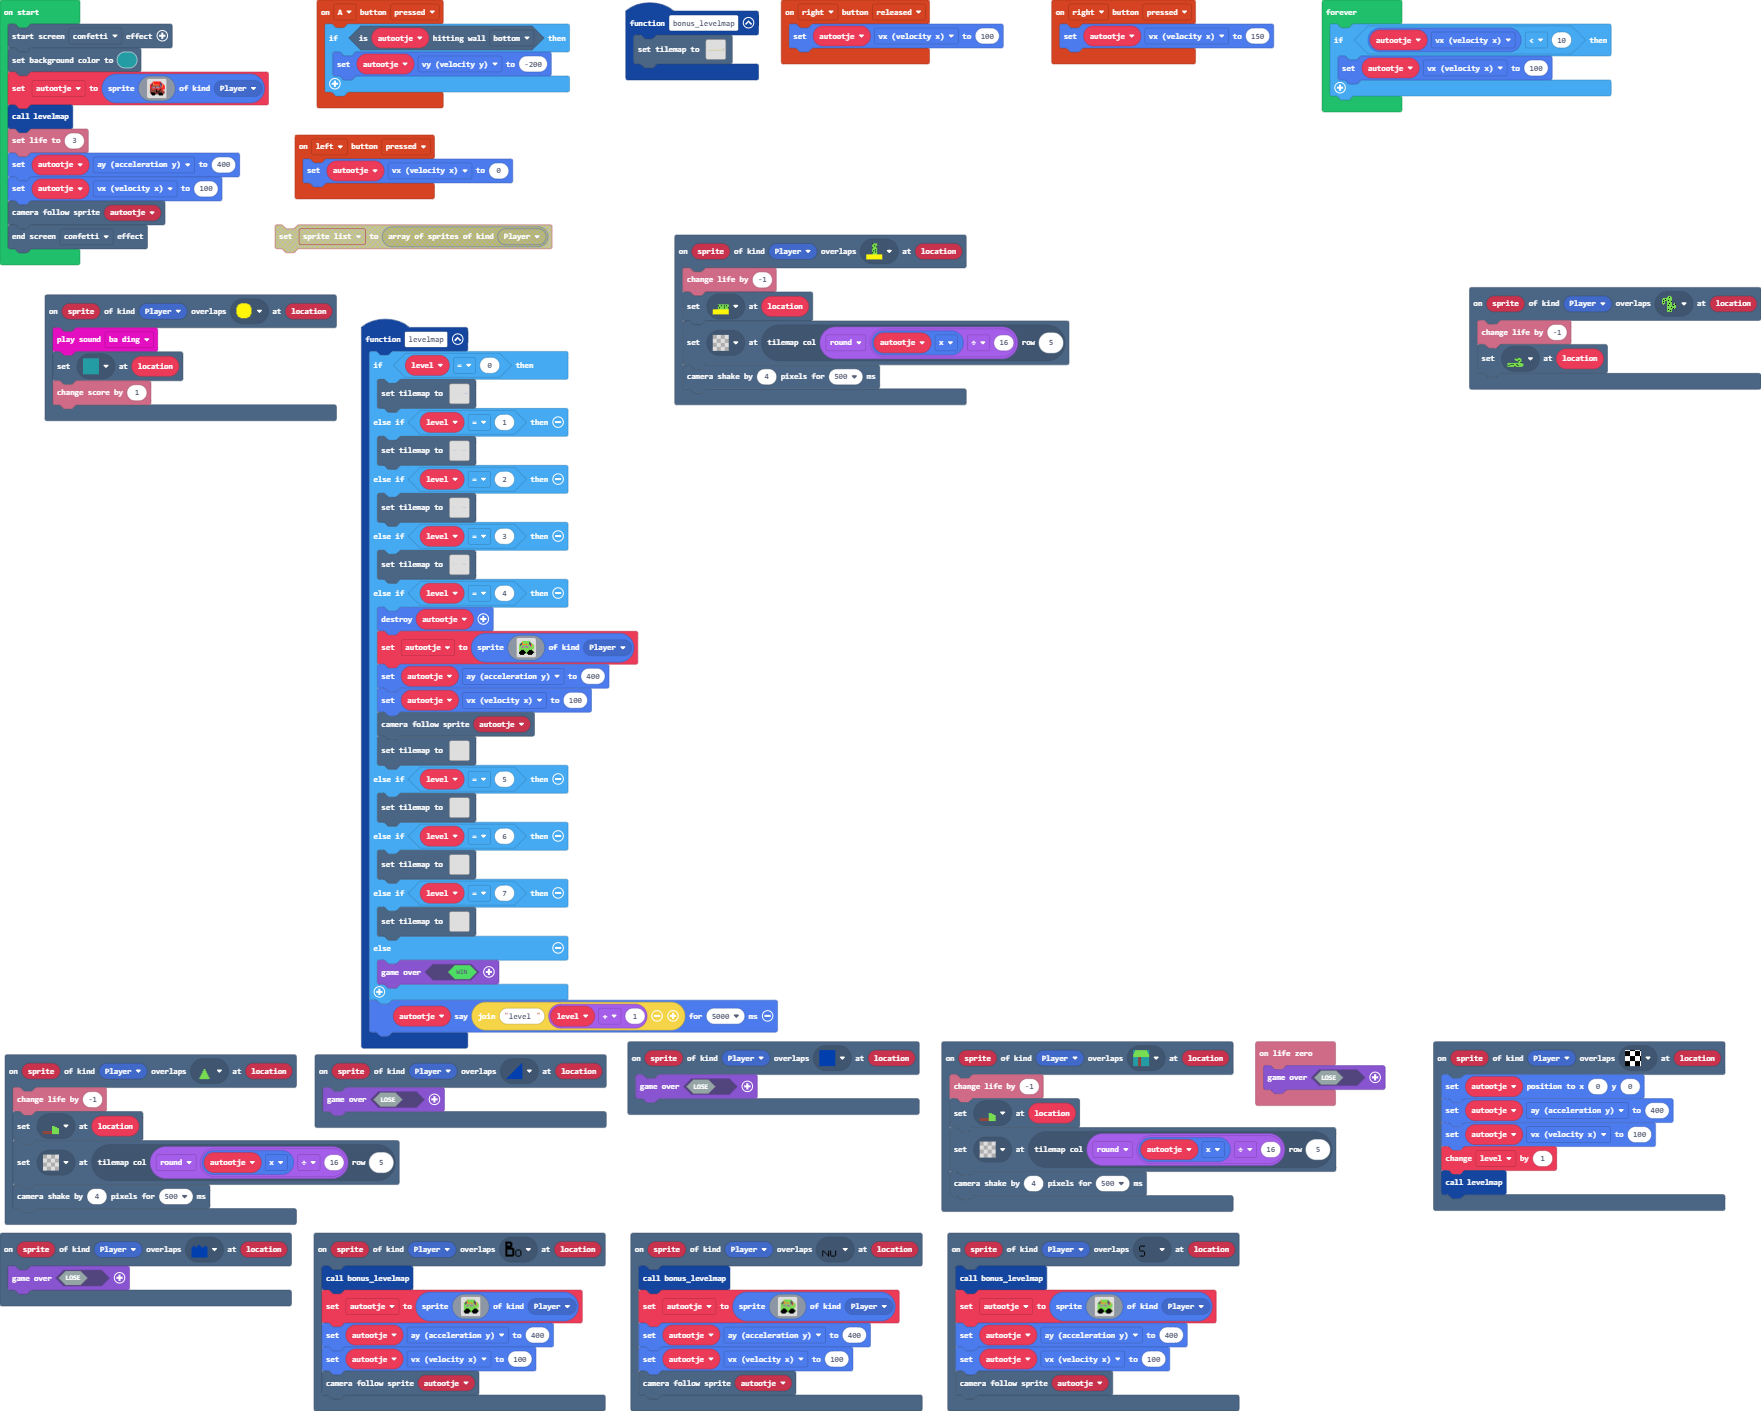 on start
start screen confetti effect
set background color to
set autootje to sprite of kind Player
call levelmap
set life to 3
set autootje ay (acceleration y) to 400
set autootje vx (velocity x) to 100
camera follow sprite autootje
end screen confetti effect
on A button pressed
if is autootje hitting wall bottom then
set autootje vy (velocity y) to -200
function bonus_levelmap
set tilemap to
on right button released
set autootje vx (velocity x) to 100
on right button pressed
set autootje vx (velocity x) to 150
forever
if autootje vx (velocity x) < 10 then
set autootje vx (velocity x) to 100
on left button pressed
set autootje vx (velocity x) to 0
set sprite list to array of sprites of kind Player
on sprite of kind Player overlaps at location
play sound ba ding
set at location
change score by 1
function levelmap
if level = 0 then
set tilemap to
else if level = 1 then
set tilemap to
else if level = 2 then
set tilemap to
else if level = 3 then
set tilemap to
else if level = 4 then
destroy autootje
set autootje to sprite of kind Player
set autootje ay (acceleration y) to 400
set autootje vx (velocity x) to 100
camera follow sprite autootje
set tilemap to
else if level = 5 then
set tilemap to
else if level = 6 then
set tilemap to
else if level = 7 then
set tilemap to
else
game over WIN
autootje say join "level " level + 1 for 5000 ms
on sprite of kind Player overlaps at location
change life by -1
set at location
set at tilemap col round autootje x ÷ 16 row 5
camera shake by 4 pixels for 500 ms
on sprite of kind Player overlaps at location
change life by -1
set at location
on sprite of kind Player overlaps at location
change life by -1
set at location
set at tilemap col round autootje x ÷ 16 row 5
camera shake by 4 pixels for 500 ms
on sprite of kind Player overlaps at location
game over LOSE
on sprite of kind Player overlaps at location
game over LOSE
on sprite of kind Player overlaps at location
change life by -1
set at location
set at tilemap col round autootje x ÷ 16 row 5
camera shake by 4 pixels for 500 ms
on life zero
game over LOSE
on sprite of kind Player overlaps at location
set autootje position to x 0 y 0
set autootje ay (acceleration y) to 400
set autootje vx (velocity x) to 100
change level by 1
call levelmap
on sprite of kind Player overlaps at location
game over LOSE
on sprite of kind Player overlaps Bo at location
call bonus_levelmap
set autootje to sprite of kind Player
set autootje ay (acceleration y) to 400
set autootje vx (velocity x) to 100
camera follow sprite autootje
on sprite of kind Player overlaps NU at location
call bonus_levelmap
set autootje to sprite of kind Player
set autootje ay (acceleration y) to 400
set autootje vx (velocity x) to 100
camera follow sprite autootje
on sprite of kind Player overlaps S at location
call bonus_levelmap
set autootje to sprite of kind Player
set autootje ay (acceleration y) to 400
set autootje vx (velocity x) to 100
camera follow sprite autootje